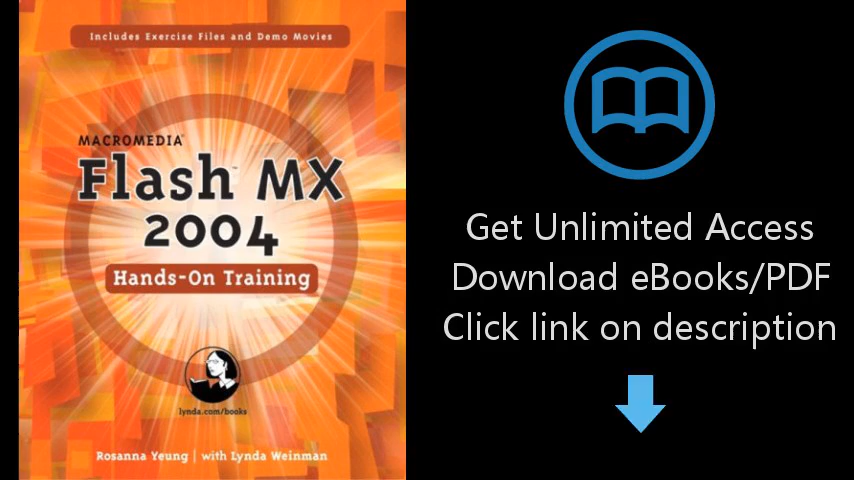 Includes Exercise Files and Demo Movies
MACROMEDIA®
Flash™ MX
2004
Hands-On Training
lynda.com/books
Rosanna Yeung | with Lynda Weinman
Get Unlimited Access
Download eBooks/PDF
Click link on description